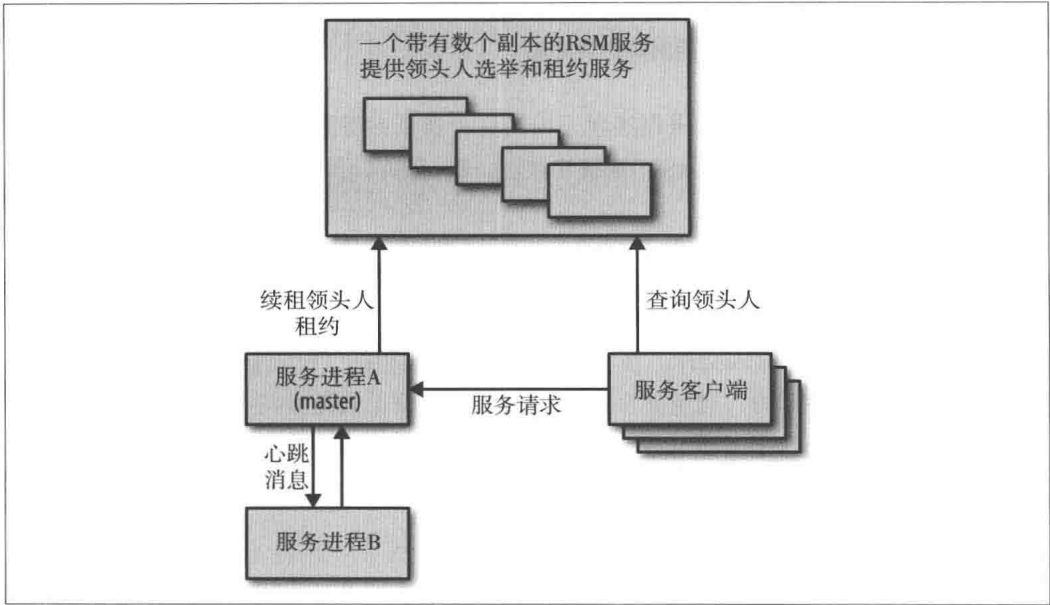 一个带有数个副本的RSM服务
提供领头人选举和租约服务
续租领头人
租约
查询领头人
服务进程A
(master)
服务请求
服务客户端
心跳
消息
服务进程B